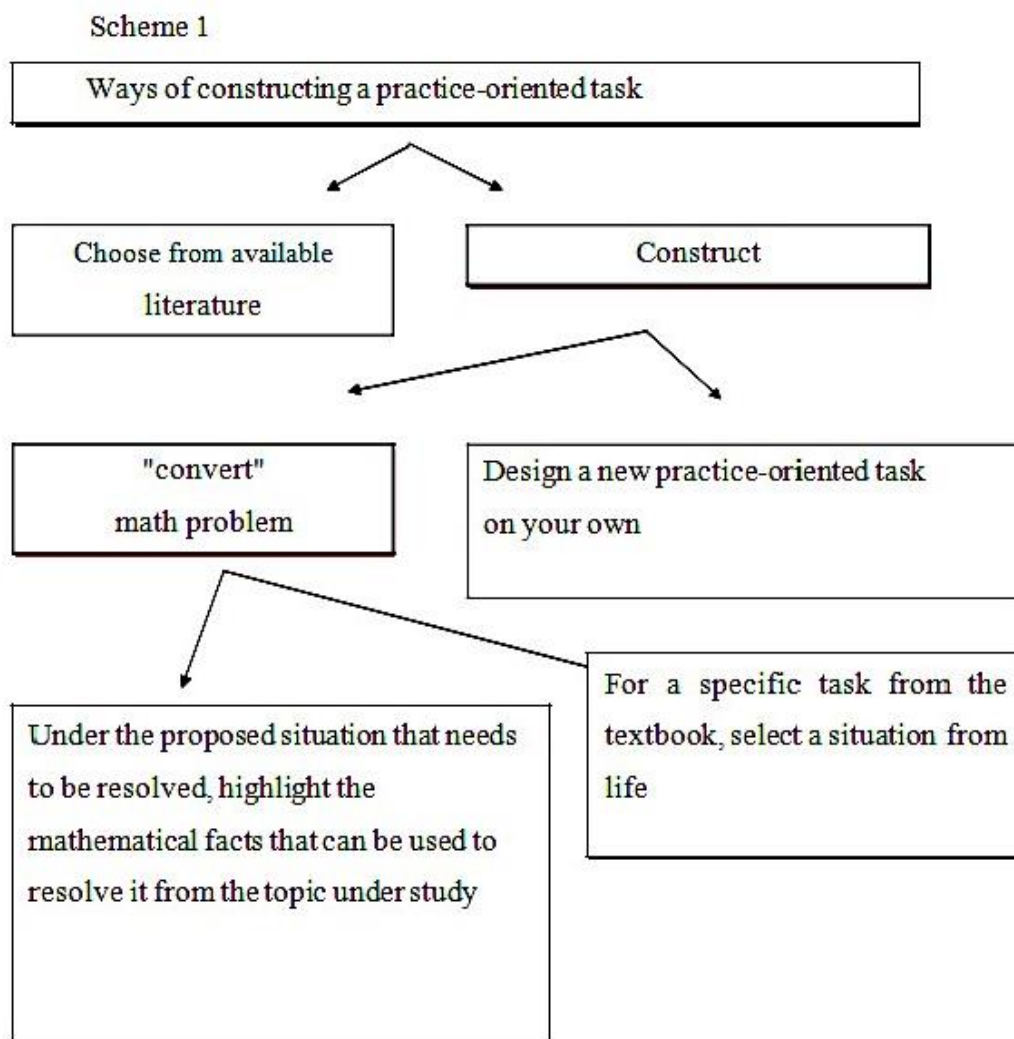 Scheme 1
Ways of constructing a practice-oriented task
Choose from available
literature
Construct
"convert"
math problem
Design a new practice-oriented task
on your own
Under the proposed situation that needs
to be resolved, highlight the
mathematical facts that can be used to
resolve it from the topic under study
For a specific task from the
textbook, select a situation from
life